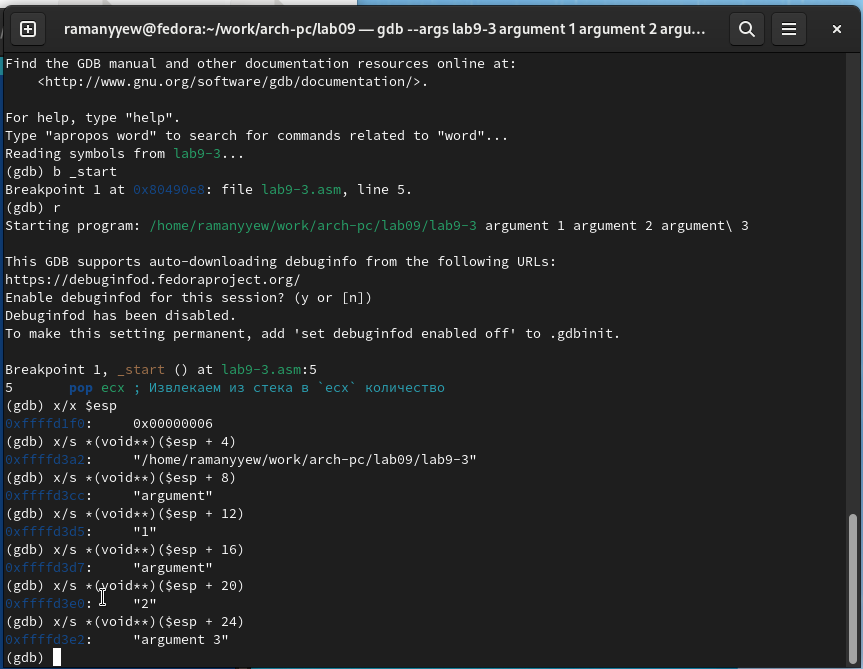 ramanyyew@fedora:~/work/arch-pc/lab09 — gdb --args lab9-3 argument 1 argument 2 argu...
Find the GDB manual and other documentation resources online at:
    <http://www.gnu.org/software/gdb/documentation/>.
For help, type "help".
Type "apropos word" to search for commands related to "word"...
Reading symbols from lab9-3...
(gdb) b _start
Breakpoint 1 at 0x80490e8: file lab9-3.asm, line 5.
(gdb) r
Starting program: /home/ramanyyew/work/arch-pc/lab09/lab9-3 argument 1 argument 2 argument\ 3
This GDB supports auto-downloading debuginfo from the following URLs:
https://debuginfod.fedoraproject.org/
Enable debuginfod for this session? (y or [n])
Debuginfod has been disabled.
To make this setting permanent, add 'set debuginfod enabled off' to .gdbinit.
Breakpoint 1, _start () at lab9-3.asm:5
5       pop ecx ; Извлекаем из стека в `ecx` количество
(gdb) x/x $esp
0xffffd1f0:     0x00000006
(gdb) x/s *(void**)($esp + 4)
0xffffd3a2:     "/home/ramanyyew/work/arch-pc/lab09/lab9-3"
(gdb) x/s *(void**)($esp + 8)
0xffffd3cc:     "argument"
(gdb) x/s *(void**)($esp + 12)
0xffffd3d5:     "1"
(gdb) x/s *(void**)($esp + 16)
0xffffd3d7:     "argument"
(gdb) x/s *(void**)($esp + 20)
0xffffd3e0:     "2"
(gdb) x/s *(void**)($esp + 24)
0xffffd3e2:     "argument 3"
(gdb)